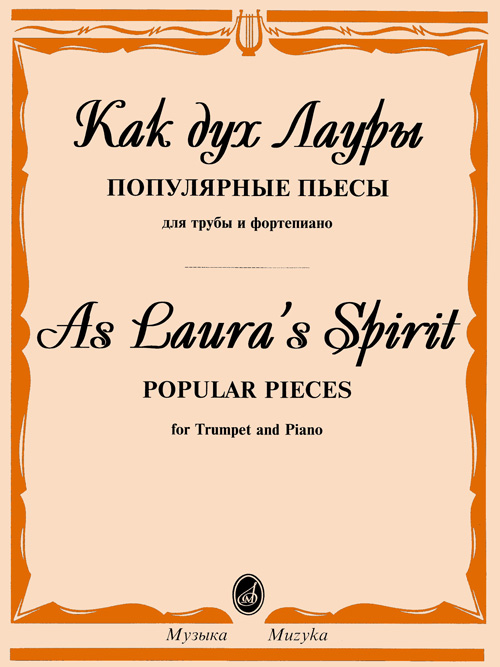 Как дух Лауры
ПОПУЛЯРНЫЕ ПЬЕСЫ
для трубы и фортепиано
As Laura's Spirit
POPULAR PIECES
for Trumpet and Piano
Музыка Muzyka